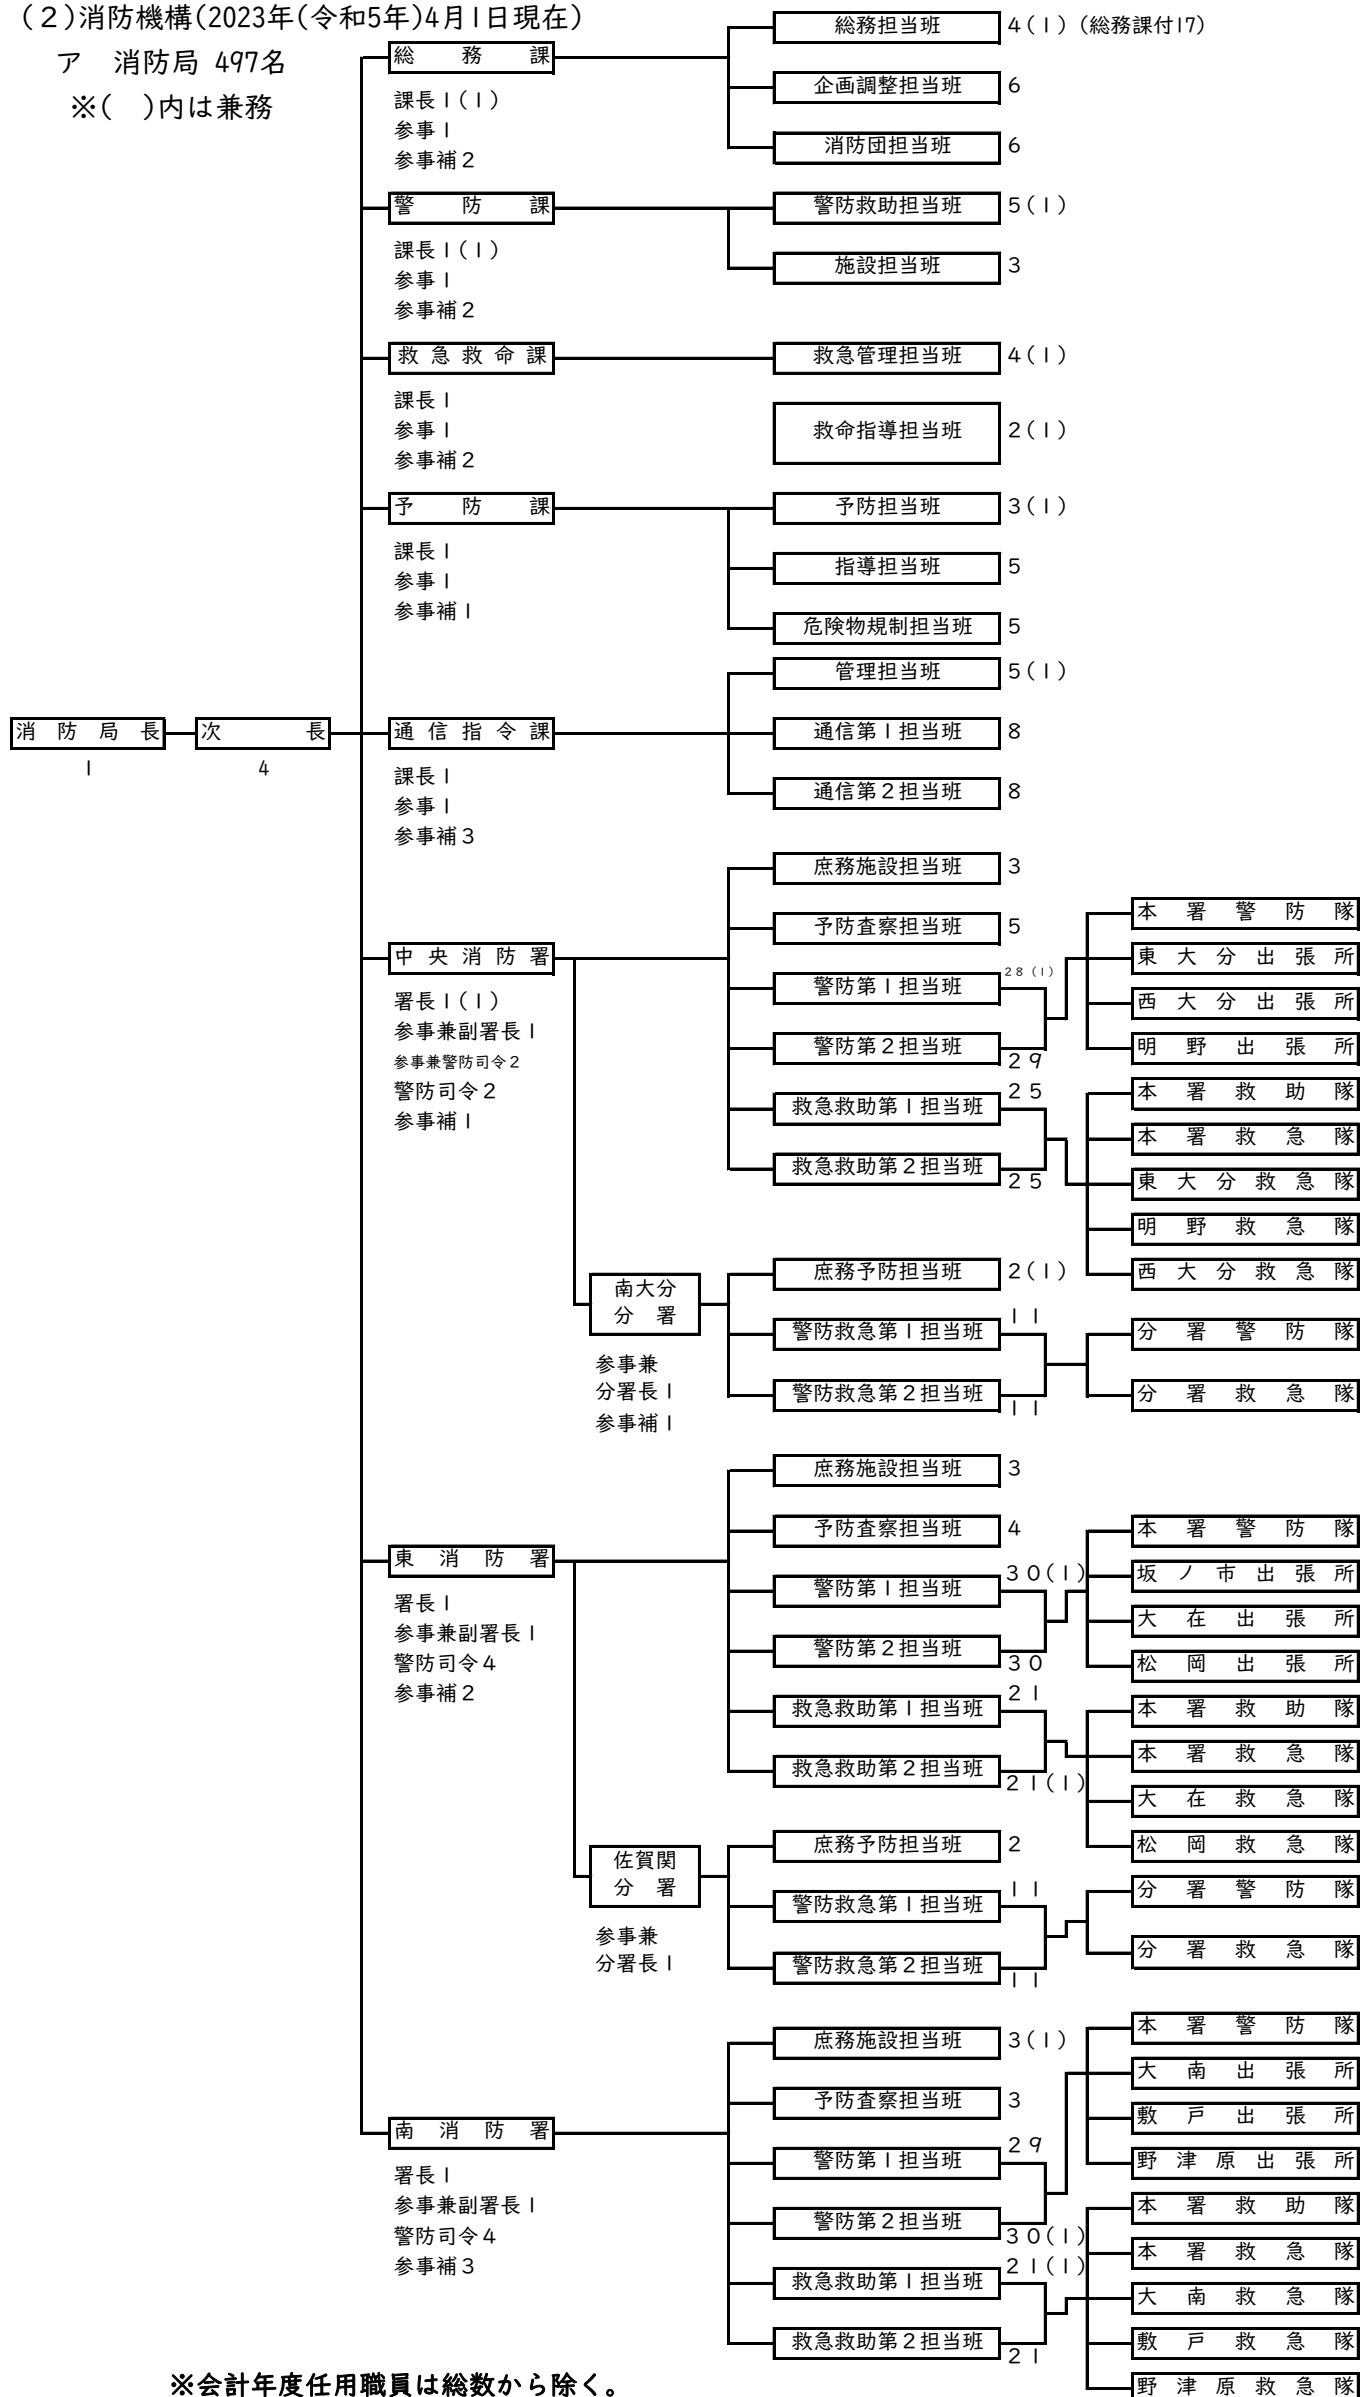 (2)消防機構(2023年(令和5年)4月1日現在)
ア 消防局 497名
※( )内は兼務
消防局長
1
次長
4
総務課
課長1(1)
参事1
参事補2
総務担当班 4(1) (総務課付17)
企画調整担当班 6
消防団担当班 6
警防課
課長1(1)
参事1
参事補2
警防救助担当班 5(1)
施設担当班 3
救急救命課
課長1
参事1
参事補2
救急管理担当班 4(1)
救命指導担当班 2(1)
予防課
課長1
参事1
参事補1
予防担当班 3(1)
指導担当班 5
危険物規制担当班 5
通信指令課
課長1
参事1
参事補3
管理担当班 5(1)
通信第1担当班 8
通信第2担当班 8
中央消防署
署長1(1)
参事兼副署長1
参事兼警防司令2
警防司令2
参事補1
庶務施設担当班 3
予防査察担当班 5
警防第1担当班 28(1)
警防第2担当班 29
救急救助第1担当班 25
救急救助第2担当班 25
本署警防隊
東大分出張所
西大分出張所
明野出張所
本署救助隊
本署救急隊
東大分救急隊
明野救急隊
西大分救急隊
南大分
分署
参事兼
分署長1
参事補1
庶務予防担当班 2(1)
警防救急第1担当班 11
警防救急第2担当班 11
分署警防隊
分署救急隊
東消防署
署長1
参事兼副署長1
警防司令4
参事補2
庶務施設担当班 3
予防査察担当班 4
警防第1担当班 30(1)
警防第2担当班 30
救急救助第1担当班 21
救急救助第2担当班 21(1)
本署警防隊
坂ノ市出張所
大在出張所
松岡出張所
本署救助隊
本署救急隊
大在救急隊
松岡救急隊
佐賀関
分署
参事兼
分署長1
庶務予防担当班 2
警防救急第1担当班 11
警防救急第2担当班 11
分署警防隊
分署救急隊
南消防署
署長1
参事兼副署長1
警防司令4
参事補3
庶務施設担当班 3(1)
予防査察担当班 3
警防第1担当班 29
警防第2担当班 30(1)
救急救助第1担当班 21(1)
救急救助第2担当班 21
本署警防隊
大南出張所
敷戸出張所
野津原出張所
本署救助隊
本署救急隊
大南救急隊
敷戸救急隊
野津原救急隊
※会計年度任用職員は総数から除く。